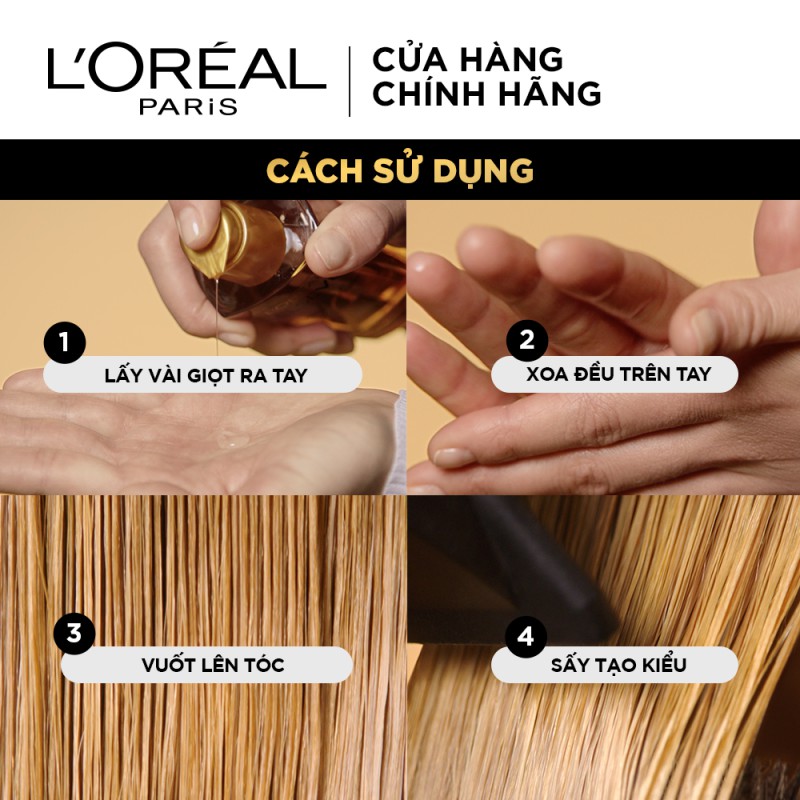 L'ORÉAL
PARiS
CỬA HÀNG
CHÍNH HÃNG
CÁCH SỬ DỤNG
1
LẤY VÀI GIỌT RA TAY
2
XOA ĐỀU TRÊN TAY
3
VUỐT LÊN TÓC
4
SẤY TẠO KIỂU